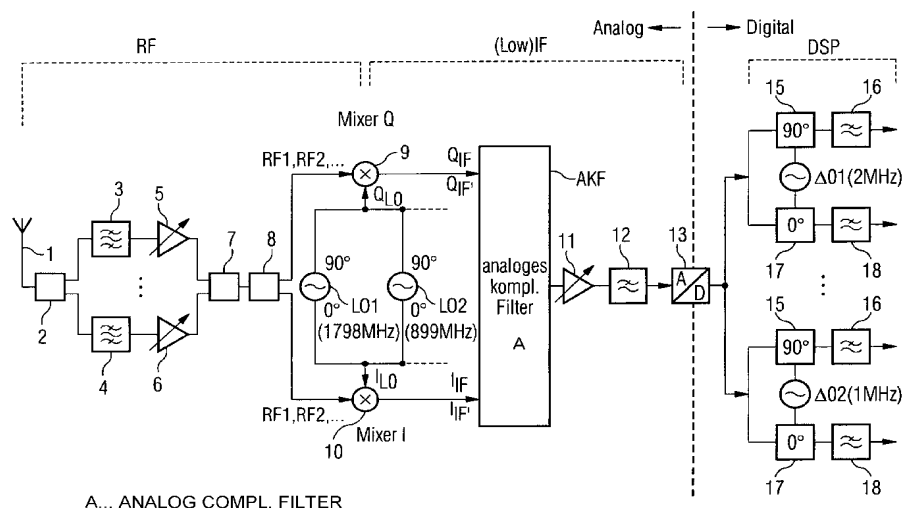 RF
(Low)IF
Analog
Digital
DSP
Mixer Q
RF1,RF2,...
9
QIF
QIF'
QLO
AKF
15
16
90°
Δ01(2MHz)
0°
17
18
3
5
1
2
7
8
90°
90°
LO1
LO2
0°
0°
(1798MHz)
(899MHz)
analoges
kompl.
Filter
A
11
12
13
A
D
4
6
ILO
IIF
IIF'
RF1,RF2,...
10
Mixer I
15
16
90°
Δ02(1MHz)
0°
17
18
A... ANALOG COMPL. FILTER